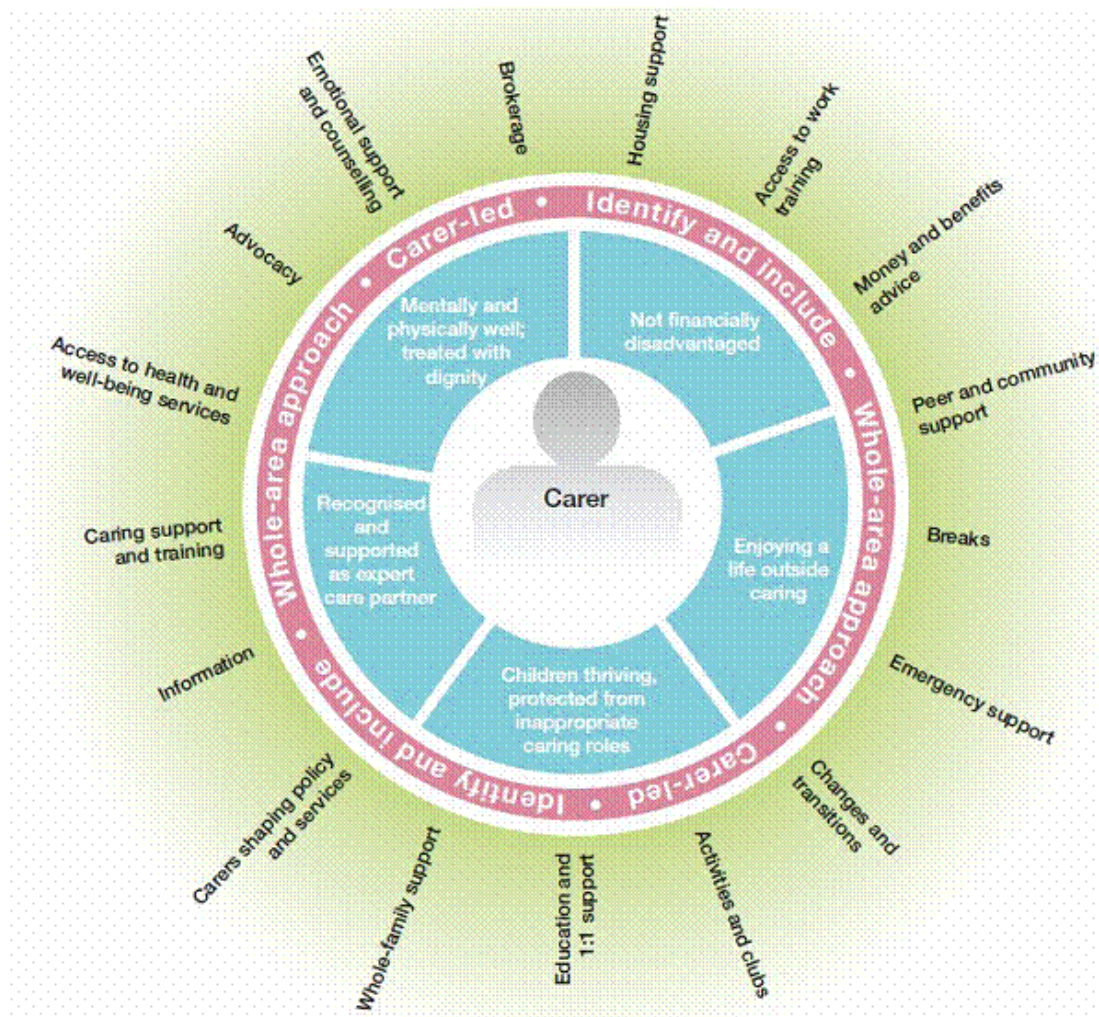 Housing support
Access to work
training
Money and benefits
advice
Peer and community
support
Breaks
Emergency support
Changes and
transitions
Activities and clubs
Education and
1:1 support
Whole-family support
Carers shaping policy
and services
Information
Caring support
and training
Access to health and
well-being services
Advocacy
Emotional support
and counselling
Brokerage
Identify and include • Whole-area approach • Carer-led • Identify and include • Whole-area approach • Carer-led •
Not financially
disadvantaged
Enjoying a
life outside
caring
Children thriving,
protected from
inappropriate
caring roles
Recognised
and
supported
as expert
care partner
Mentally and
physically well;
treated with
dignity
Carer